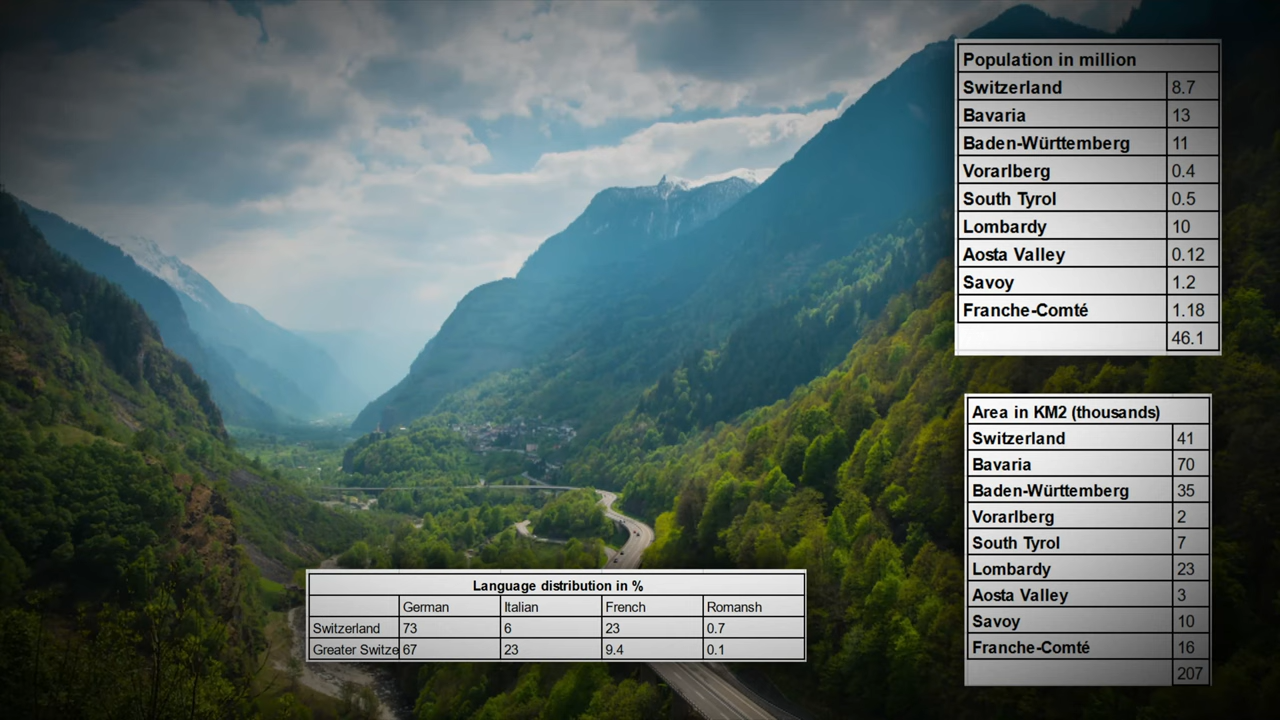 Population in million
Switzerland 8.7
Bavaria 13
Baden-Württemberg 11
Vorarlberg 0.4
South Tyrol 0.5
Lombardy 10
Aosta Valley 0.12
Savoy 1.2
Franche-Comté 1.18
46.1
Area in KM2 (thousands)
Switzerland 41
Bavaria 70
Baden-Württemberg 35
Vorarlberg 2
South Tyrol 7
Lombardy 23
Aosta Valley 3
Savoy 10
Franche-Comté 16
207
Language distribution in %
German Italian French Romansh
Switzerland 73 6 23 0.7
Greater Switze 67 23 9.4 0.1